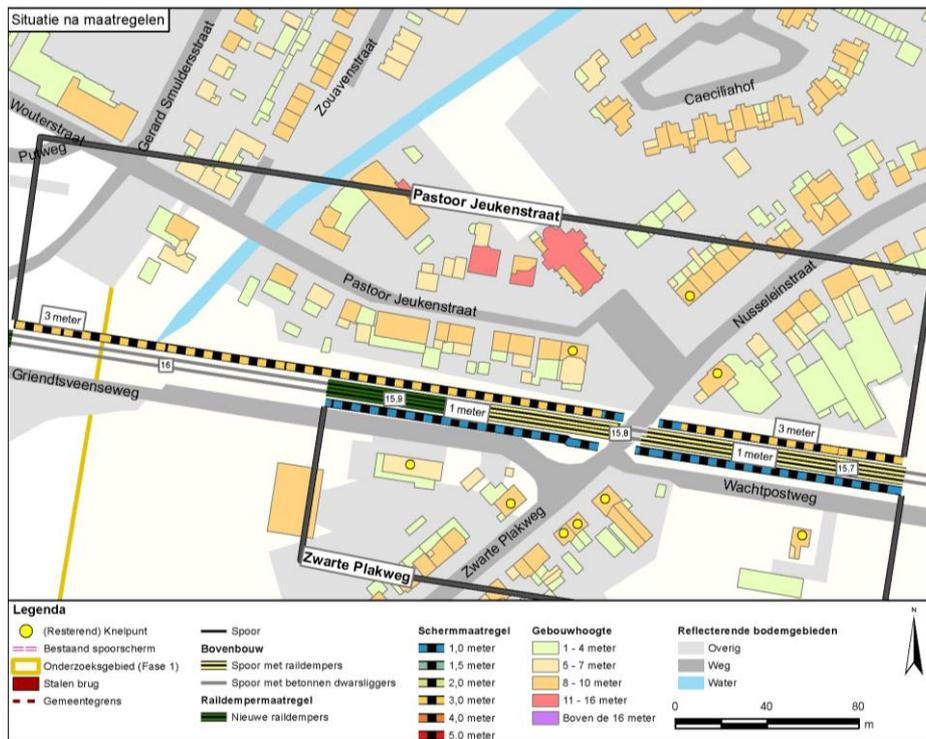 Situatie na maatregelen
Wouterstraat
Putweg
Gerard Smuldersstraat
Zouavenstraat
Caeciliahof
Pastoor Jeukenstraat
Pastoor Jeukenstraat
Nusseleinstraat
3 meter
16
Griendtsveenseweg
15,9
1 meter
15,8
3 meter
1 meter
15,7
Wachtpostweg
Zwarte Plakweg
Zwarte Plakweg
Legenda
(Resterend) Knelpunt
Bestaand spoorscherm
Onderzoeksgebied (Fase 1)
Stalen brug
Gemeentegrens
Spoor
Bovenbouw
Spoor met raildempers
Spoor met betonnen dwarsliggers
Raildempermaatregel
Nieuwe raildempers
Schermmaatregel
1,0 meter
1,5 meter
2,0 meter
3,0 meter
4,0 meter
5,0 meter
Gebouwhoogte
1 - 4 meter
5 - 7 meter
8 - 10 meter
11 - 16 meter
Boven de 16 meter
Reflecterende bodemgebieden
Overig
Weg
Water
N
0 40 80
m